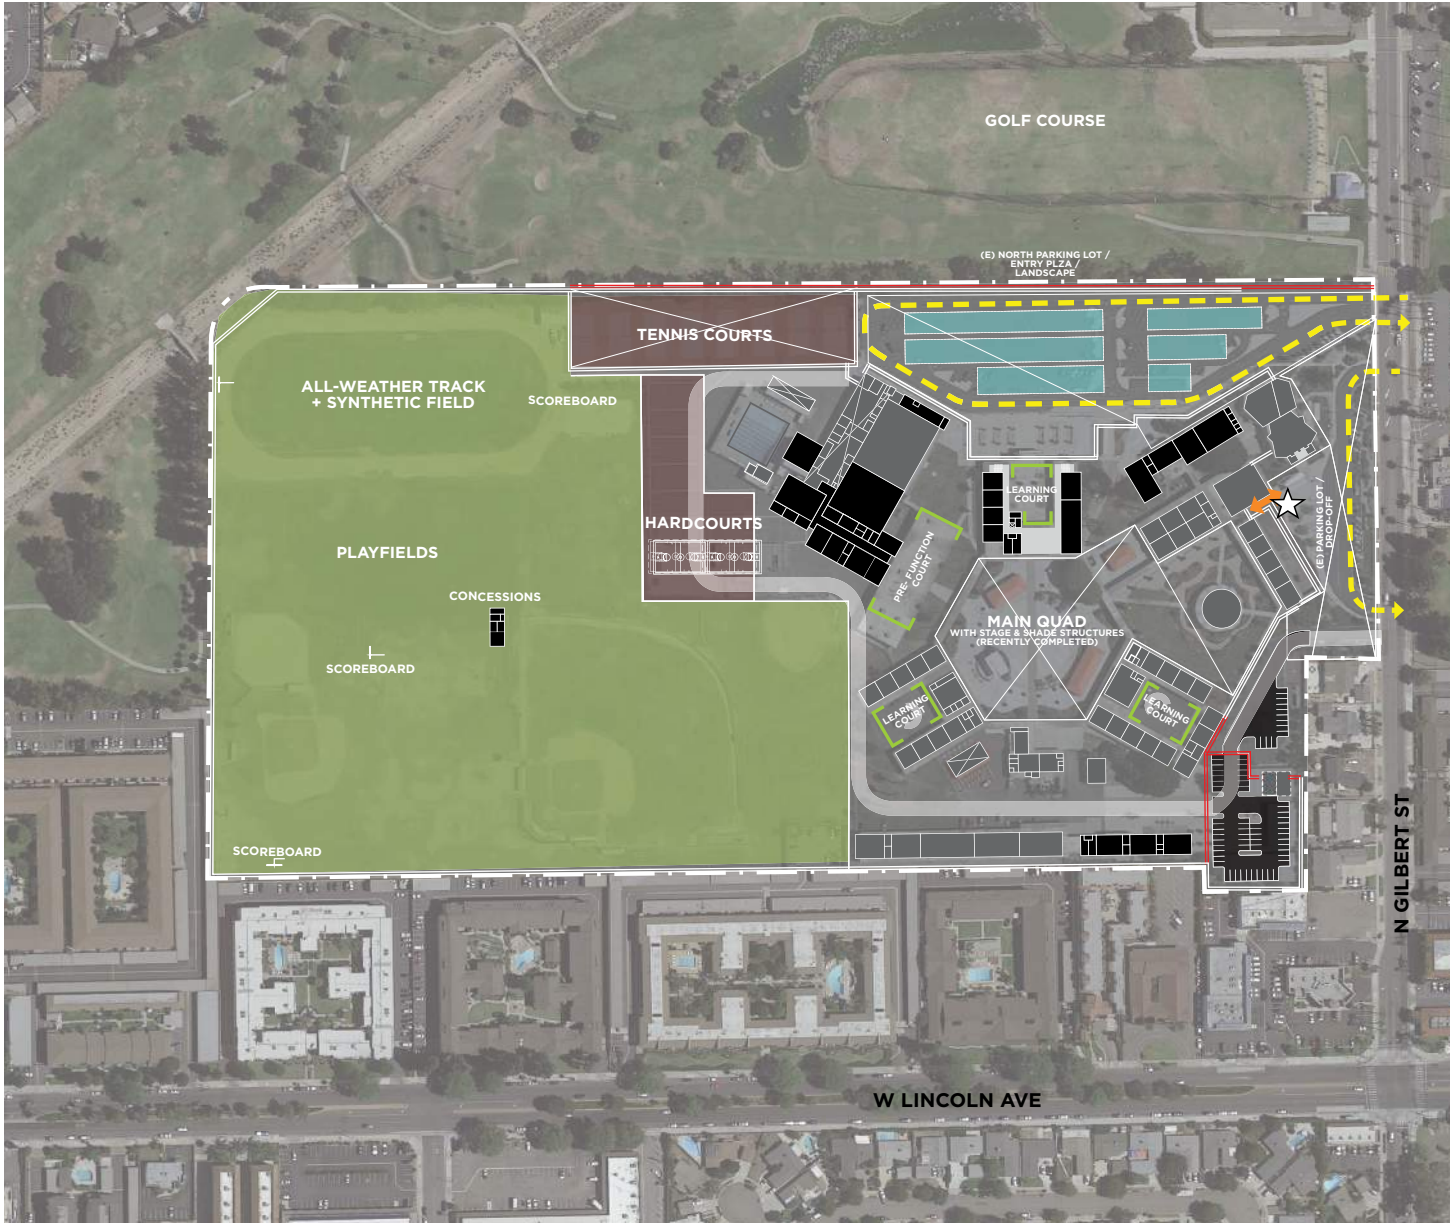 GOLF COURSE
(E) NORTH PARKING LOT /
ENTRY PLZA /
LANDSCAPE
TENNIS COURTS
ALL-WEATHER TRACK
+ SYNTHETIC FIELD
SCOREBOARD
LEARNING
COURT
(E) PARKING LOT /
DROP-OFF
HARDCOURTS
PLAYFIELDS
PRE- FUNCTION
COURT
CONCESSIONS
MAIN QUAD
WITH STAGE & SHADE STRUCTURES
(RECENTLY COMPLETED)
SCOREBOARD
LEARNING
COURT
LEARNING
COURT
SCOREBOARD
N GILBERT ST
W LINCOLN AVE